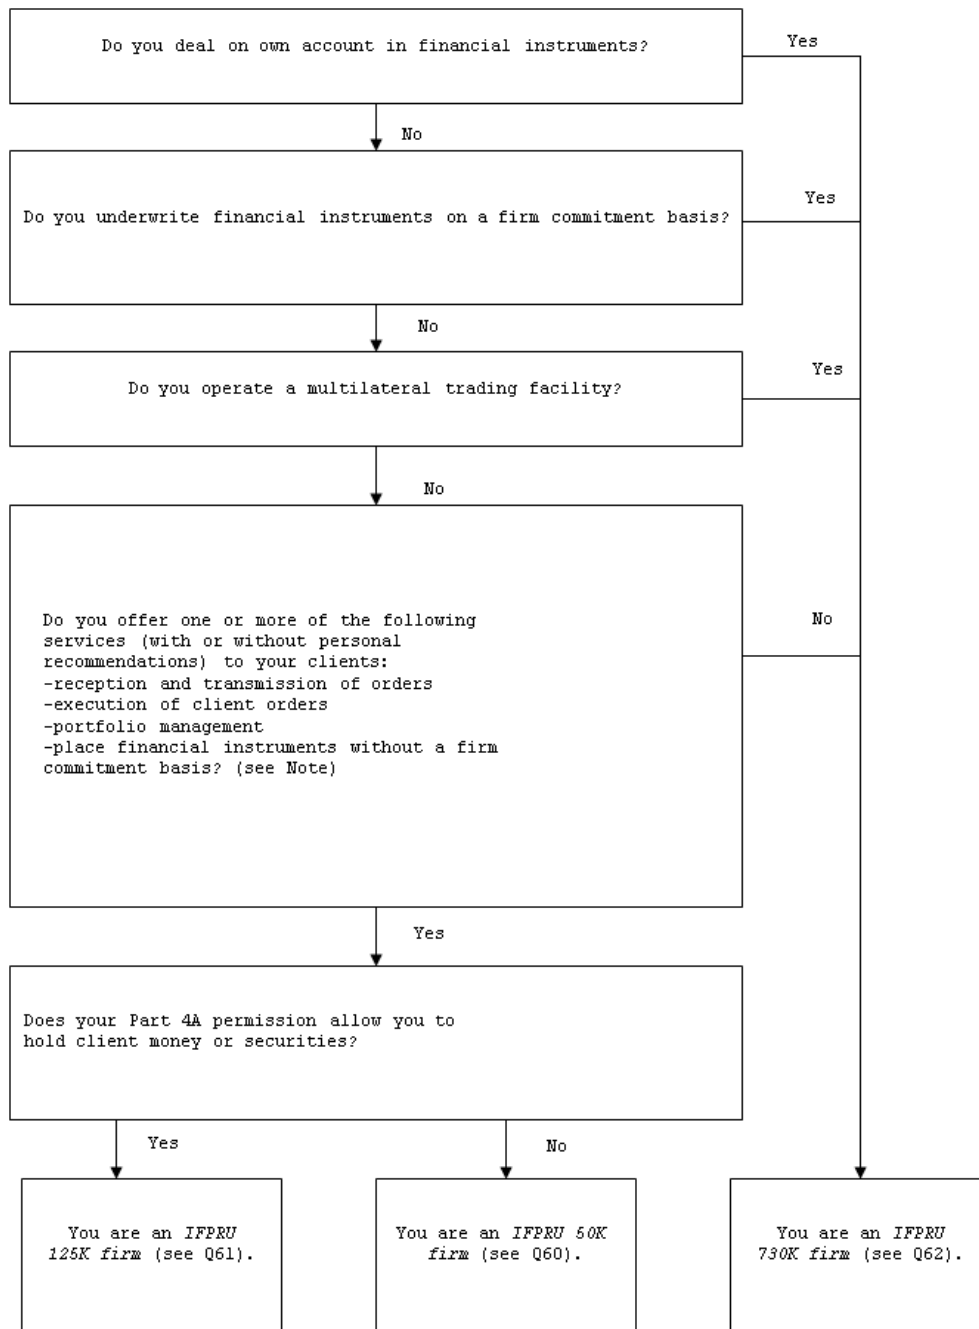 Do you deal on own account in financial instruments?
Yes
No
Do you underwrite financial instruments on a firm commitment basis?
Yes
No
Do you operate a multilateral trading facility?
Yes
No
Do you offer one or more of the following
services (with or without personal
recommendations) to your clients:
-reception and transmission of orders
-execution of client orders
-portfolio management
-place financial instruments without a firm
commitment basis? (see Note)
No
Yes
Does your Part 4A permission allow you to
hold client money or securities?
Yes
No
You are an IFPRU
125K firm (see Q61).
You are an IFPRU 50K
firm (see Q60).
You are an IFPRU
730K firm (see Q62).